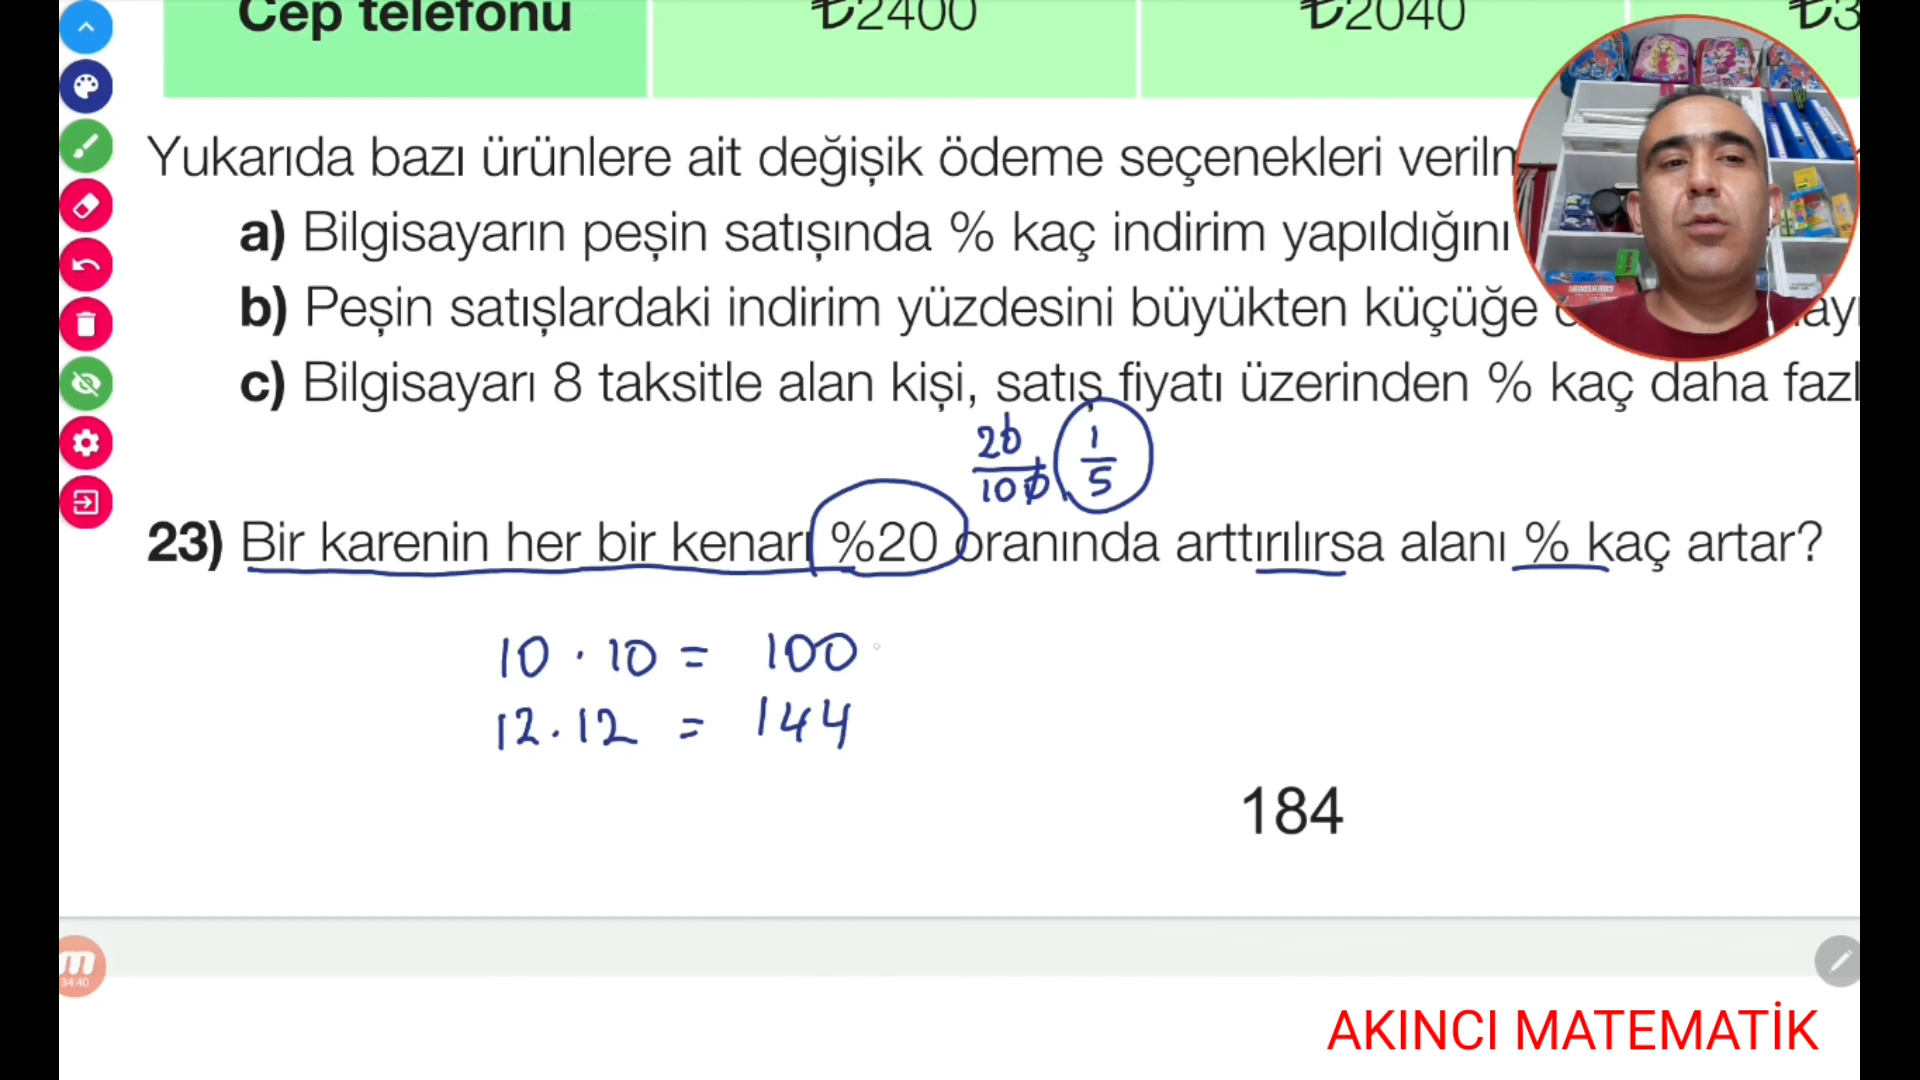 Cep telefonu ₺2400 ₺2040 ₺3
Yukarıda bazı ürünlere ait değişik ödeme seçenekleri
a) Bilgisayarın peşin satışında % kaç indirim yapıldığını
b) Peşin satışlardaki indirim yüzdesini büyükten küçüğe
c) Bilgisayarı 8 taksitle alan kişi, satış fiyatı üzerinden % kaç daha
20/100 1/5
23) Bir karenin her bir kenarı %20 oranında arttırılırsa alanı % kaç artar?
10 · 10 = 100
12 . 12 = 144
184
m
34:40
AKINCI MATEMATİK